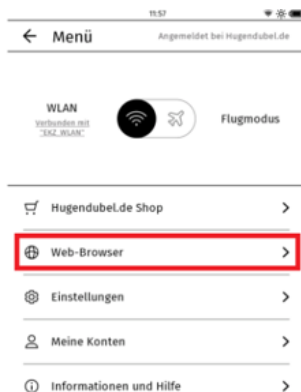 11:57
Menü
Angemeldet bei Hugendubel.de
WLAN
Verbunden mit
"EKZ_WLAN"
Flugmodus
Hugendubel.de Shop
Web-Browser
Einstellungen
Meine Konten
Informationen und Hilfe